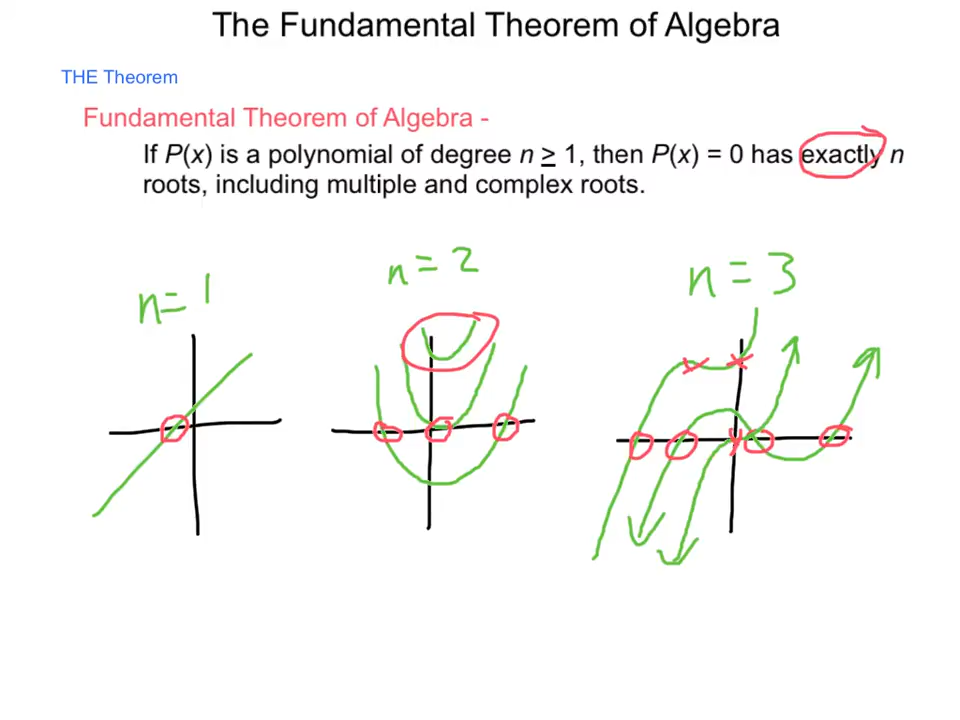 The Fundamental Theorem of Algebra
THE Theorem
Fundamental Theorem of Algebra -
If P(x) is a polynomial of degree n ≥ 1, then P(x) = 0 has exactly n
roots, including multiple and complex roots.
n = 1
n = 2
n = 3